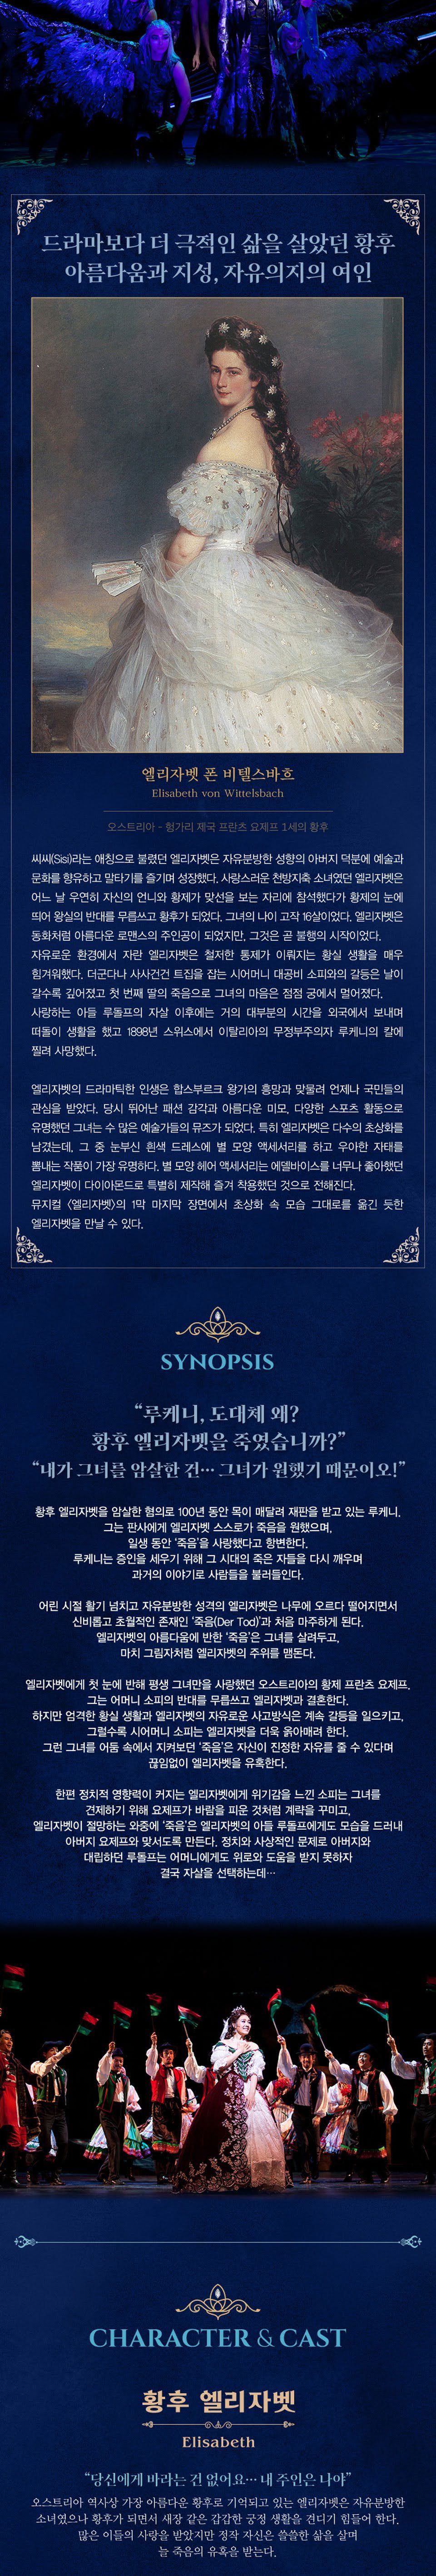 드라마보다 더 극적인 삶을 살았던 황후
아름다움과 지성, 자유의지의 여인
엘리자벳 폰 비텔스바흐
Elisabeth von Wittelsbach
오스트리아 - 헝가리 제국 프란츠 요제프 1세의 황후
씨씨(Sisi)라는 애칭으로 불렸던 엘리자벳은 자유분방한 성향의 아버지 덕분에 예술과
문화를 향유하고 말타기를 즐기며 성장했다. 사랑스러운 천방지축 소녀였던 엘리자벳은
어느 날 우연히 자신의 언니와 황제가 맞선을 보는 자리에 참석했다가 황제의 눈에
띄어 왕실의 반대를 무릅쓰고 황후가 되었다. 그녀의 나이 고작 16살이었다. 엘리자벳은
동화처럼 아름다운 로맨스의 주인공이 되었지만, 그것은 곧 불행의 시작이었다.
자유로운 환경에서 자란 엘리자벳은 철저한 통제가 이뤄지는 황실 생활을 매우
힘겨워했다. 더군다나 사사건건 트집을 잡는 시어머니 대공비 소피와의 갈등은 날이
갈수록 깊어졌고 첫 번째 딸의 죽음으로 그녀의 마음은 점점 궁에서 멀어졌다.
사랑하는 아들 루돌프의 자살 이후에는 거의 대부분의 시간을 외국에서 보내며
떠돌이 생활을 했고 1898년 스위스에서 이탈리아의 무정부주의자 루케니의 칼에
찔려 사망했다.
엘리자벳의 드라마틱한 인생은 합스부르크 왕가의 흥망과 맞물려 언제나 국민들의
관심을 받았다. 당시 뛰어난 패션 감각과 아름다운 미모, 다양한 스포츠 활동으로
유명했던 그녀는 수 많은 예술가들의 뮤즈가 되었다. 특히 엘리자벳은 다수의 초상화를
남겼는데, 그 중 눈부신 흰색 드레스에 별 모양 액세서리를 하고 우아한 자태를
뽐내는 작품이 가장 유명하다. 별 모양 헤어 액세서리는 에델바이스를 너무나 좋아했던
엘리자벳이 다이아몬드로 특별히 제작해 즐겨 착용했던 것으로 전해진다.
뮤지컬 <엘리자벳>의 1막 마지막 장면에서 초상화 속 모습 그대로를 옮긴 듯한
엘리자벳을 만날 수 있다.
SYNOPSIS
“루케니, 도대체 왜?
황후 엘리자벳을 죽였습니까?”
“내가 그녀를 암살한 건… 그녀가 원했기 때문이오!”
황후 엘리자벳을 암살한 혐의로 100년 동안 목이 매달려 재판을 받고 있는 루케니.
그는 판사에게 엘리자벳 스스로가 죽음을 원했으며,
일생 동안 ‘죽음’을 사랑했다고 항변한다.
루케니는 증인을 세우기 위해 그 시대의 죽은 자들을 다시 깨우며
과거의 이야기로 사람들을 불러들인다.
어린 시절 활기 넘치고 자유분방한 성격의 엘리자벳은 나무에 오르다 떨어지면서
신비롭고 초월적인 존재인 ‘죽음(Der Tod)’과 처음 마주하게 된다.
엘리자벳의 아름다움에 반한 ‘죽음’은 그녀를 살려두고,
마치 그림자처럼 엘리자벳의 주위를 맴돈다.
엘리자벳에게 첫 눈에 반해 평생 그녀만을 사랑했던 오스트리아의 황제 프란츠 요제프.
그는 어머니 소피의 반대를 무릅쓰고 엘리자벳과 결혼한다.
하지만 엄격한 황실 생활과 엘리자벳의 자유로운 사고방식은 계속 갈등을 일으키고,
그럴수록 시어머니 소피는 엘리자벳을 더욱 옭아매려 한다.
그런 그녀를 어둠 속에서 지켜보던 ‘죽음’은 자신이 진정한 자유를 줄 수 있다며
끊임없이 엘리자벳을 유혹한다.
한편 정치적 영향력이 커지는 엘리자벳에게 위기감을 느낀 소피는 그녀를
견제하기 위해 요제프가 바람을 피운 것처럼 계략을 꾸미고,
엘리자벳이 절망하는 와중에 ‘죽음’은 엘리자벳의 아들 루돌프에게도 모습을 드러내
아버지 요제프와 맞서도록 만든다. 정치와 사상적인 문제로 아버지와
대립하던 루돌프는 어머니에게도 위로와 도움을 받지 못하자
결국 자살을 선택하는데…
CHARACTER & CAST
황후 엘리자벳
Elisabeth
“당신에게 바라는 건 없어요… 내 주인은 나야”
오스트리아 역사상 가장 아름다운 황후로 기억되고 있는 엘리자벳은 자유분방한
소녀였으나 황후가 되면서 새장 같은 갑갑한 궁정 생활을 견디기 힘들어 한다.
많은 이들의 사랑을 받았지만 정작 자신은 쓸쓸한 삶을 살며
늘 죽음의 유혹을 받는다.